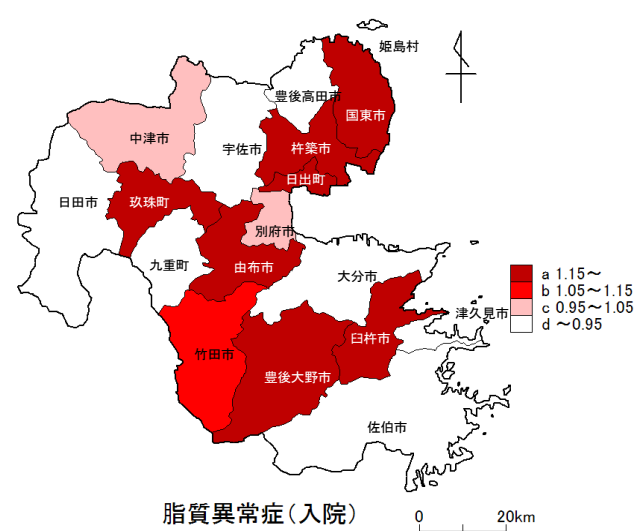 姫島村
豊後高田市
国東市
中津市
宇佐市
杵築市
日出町
日田市
玖珠町
別府市
九重町
由布市
大分市
a 1.15～
b 1.05～1.15
c 0.95～1.05
d ～0.95
津久見市
臼杵市
竹田市
豊後大野市
佐伯市
脂質異常症（入院）
0 20km